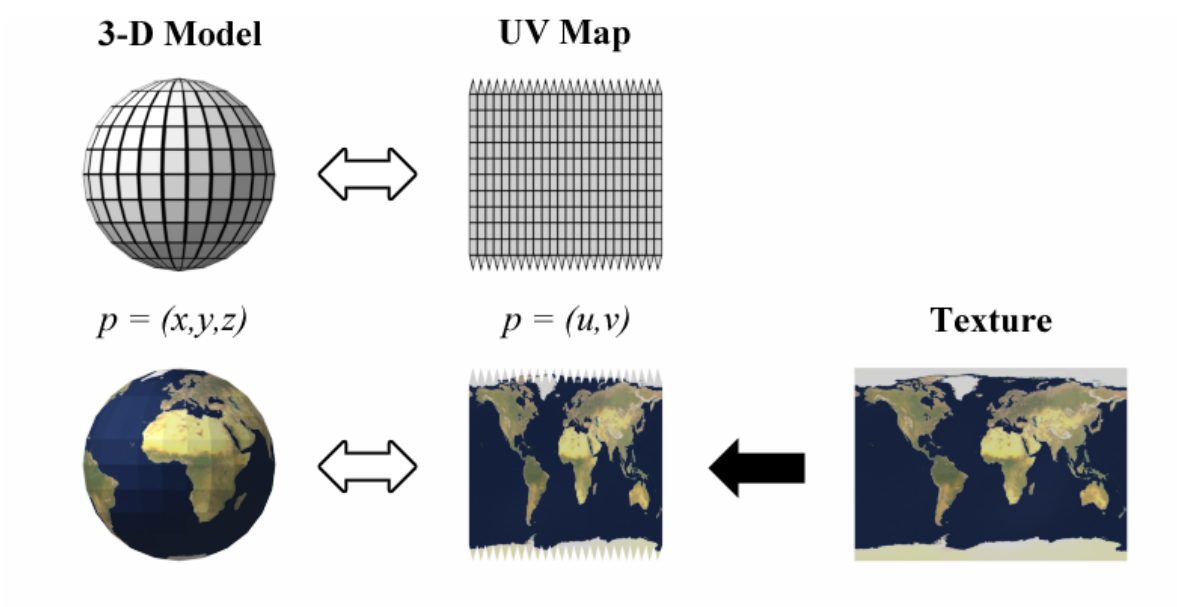 3-D Model
UV Map
p = (x,y,z)
p = (u,v)
Texture